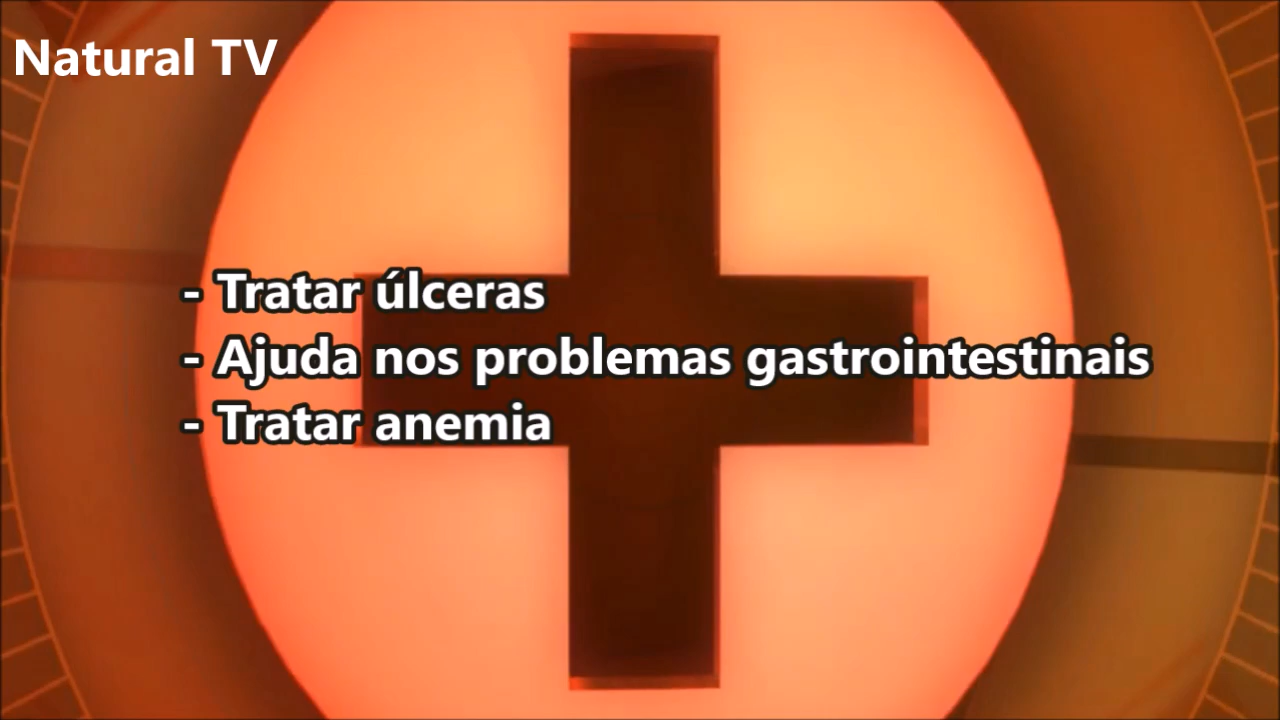 Natural TV
- Tratar úlceras
- Ajuda nos problemas gastrointestinais
- Tratar anemia